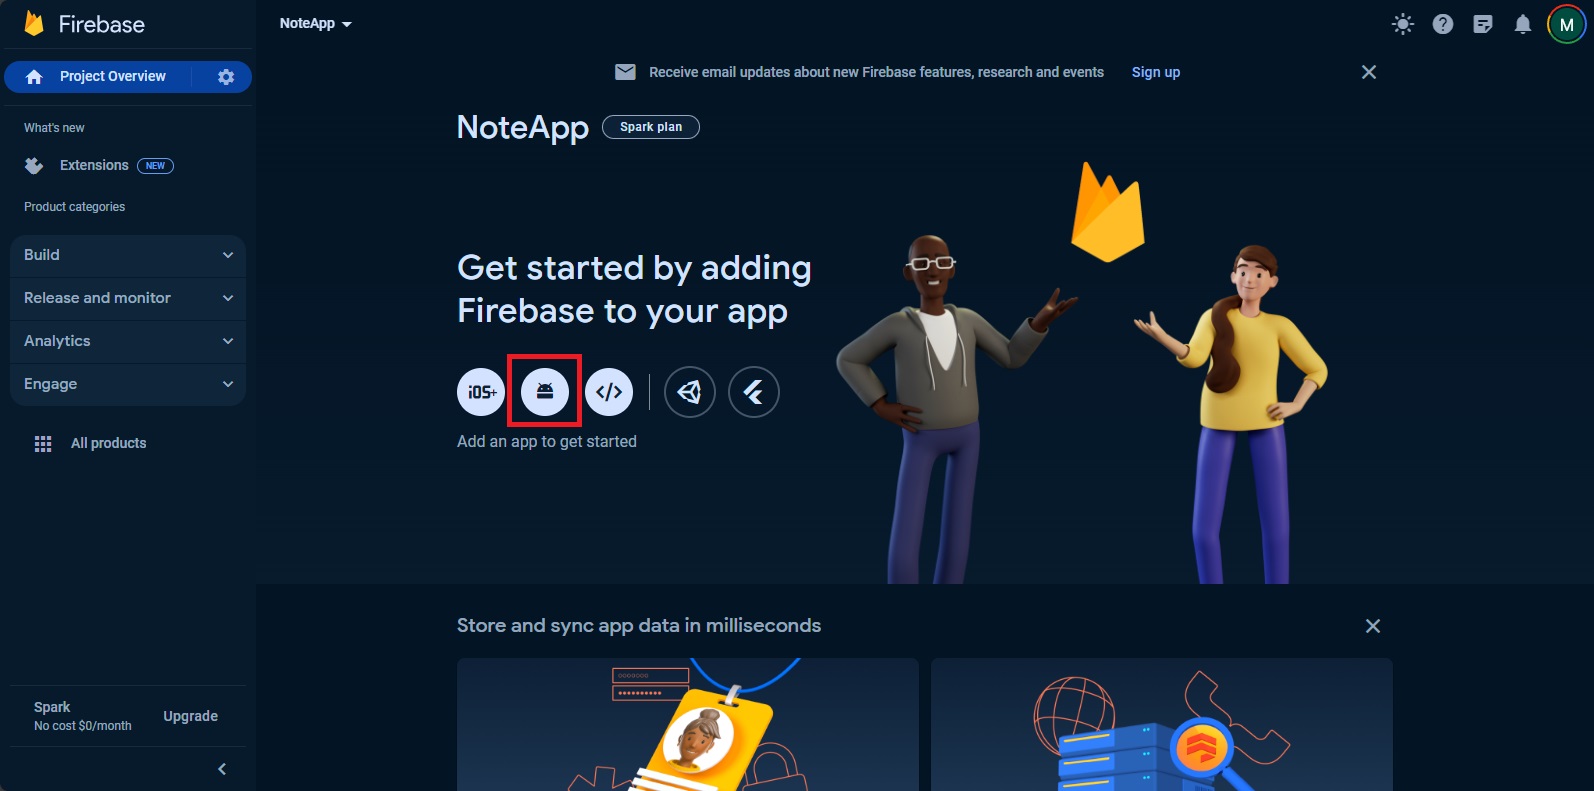 Firebase
NoteApp
M
Receive email updates about new Firebase features, research and events Sign up
Project Overview
What's new
Extensions NEW
Product categories
Build
Release and monitor
Analytics
Engage
All products
Spark
No cost $0/month
Upgrade
NoteApp Spark plan
Get started by adding
Firebase to your app
iOS+ </>
Add an app to get started
Store and sync app data in milliseconds